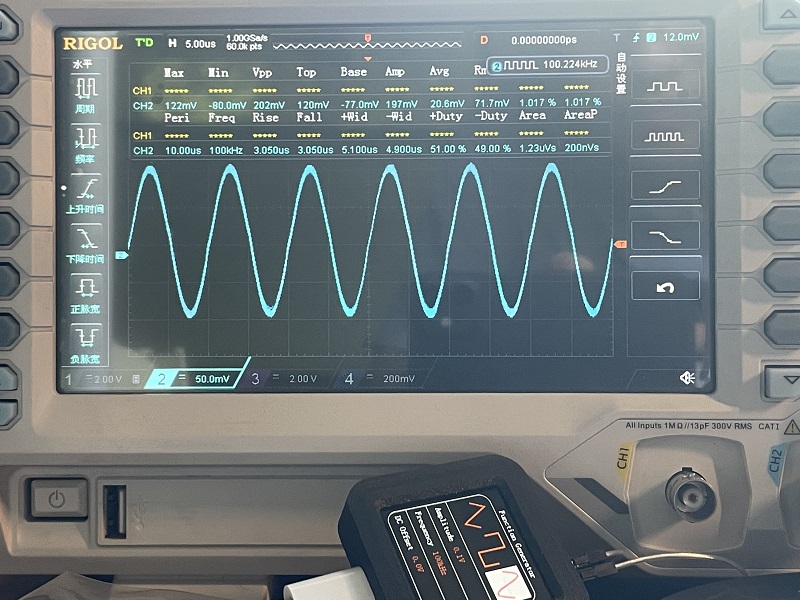 RIGOL T'D H 5.00us 1.00GSa/s 60.0k pts D 0.00000000ps T 2 12.0mV
水平
2 100.224kHz
自动设置
Max Min Vpp Top Base Amp Avg
CH1 ***** ***** ***** ***** ***** ***** ***** ***** ***** *****
CH2 122mV -80.0mV 202mV 120mV -77.0mV 197mV 20.6mV 71.7mV 1.017 % 1.017 %
Peri Freq Rise Fall +Wid -Wid +Duty -Duty Area AreaP
CH1 ***** ***** ***** ***** ***** ***** ***** ***** ***** *****
CH2 10.00us 100kHz 3.050us 3.050us 5.100us 4.900us 51.00 % 49.00 % 1.23uVs 200nVs
周期
频率
上升时间
下降时间
正脉宽
负脉宽
1 = 2.00 V 2 = 50.0mV 3 = 2.00 V 4 = 200mV
All Inputs 1MΩ//13pF 300V RMS CATI
CH1
CH2
Function Generator
Amplitude 0.1V
Frequency 100kHz
DC Offset 0.0V